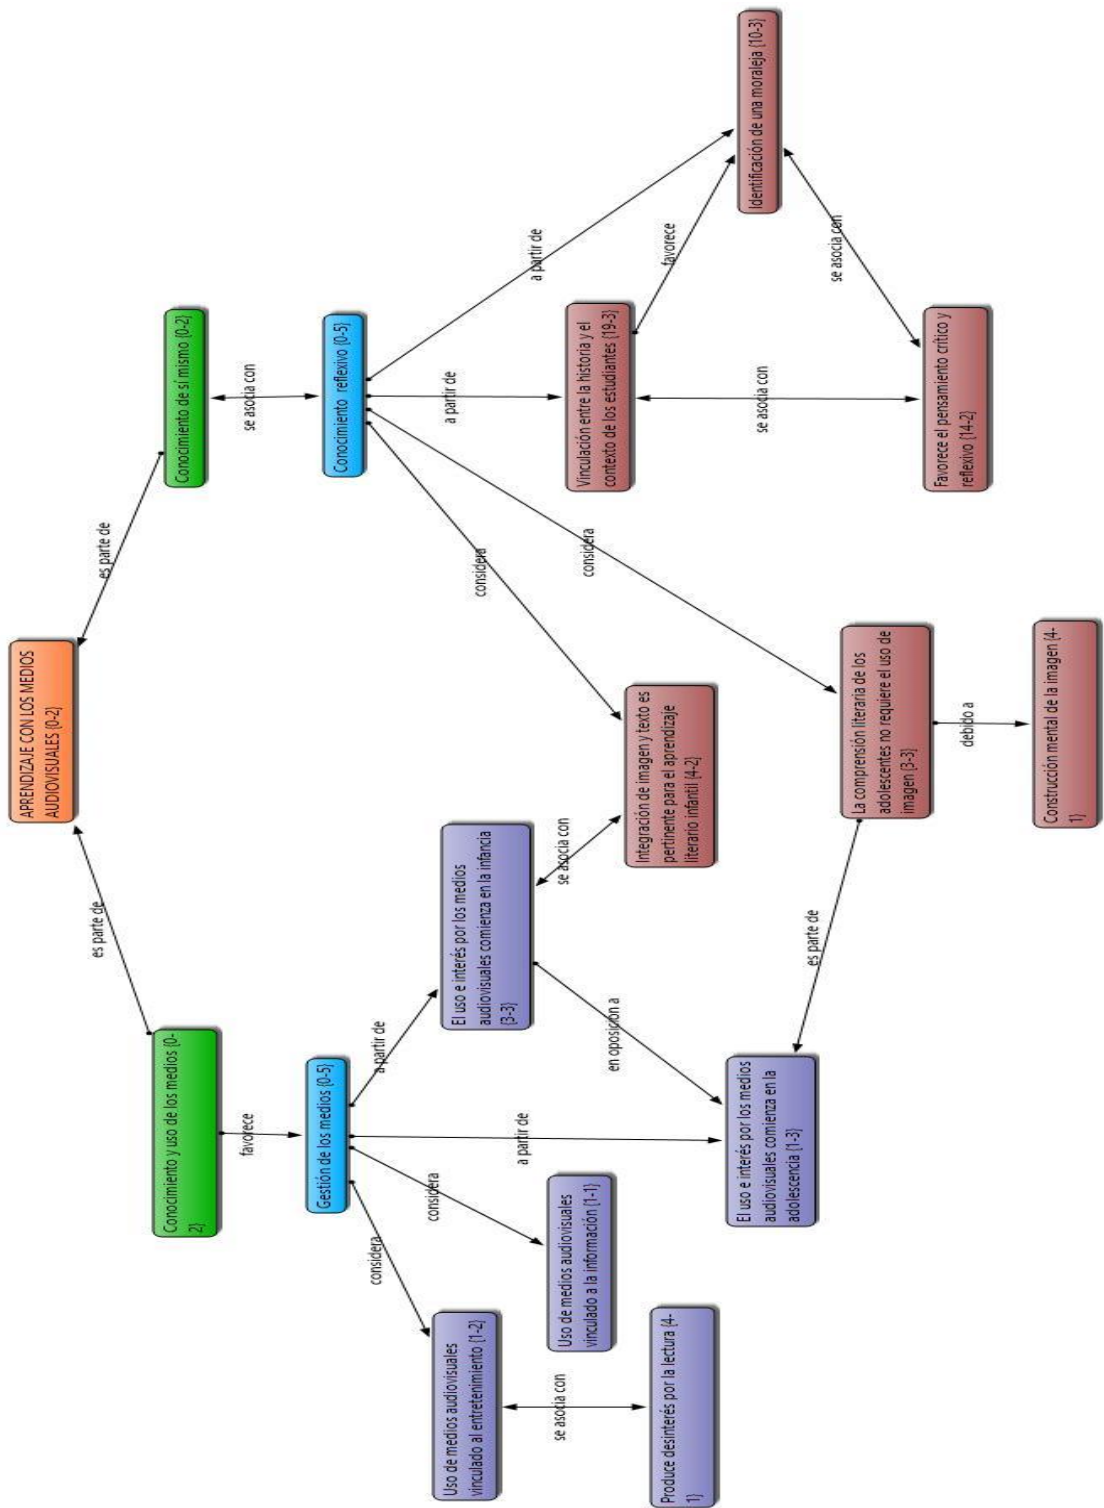 APRENDIZAJE CON LOS MEDIOS
AUDIOVISUALES {0-2}
es parte de
es parte de
Conocimiento y uso de los medios {0-
2}
Conocimiento de sí mismo {0-2}
favorece
se asocia con
Gestión de los medios {0-5}
Conocimiento reflexivo {0-5}
considera
considera
a partir de
a partir de
considera
considera
a partir de
a partir de
Uso de medios audiovisuales
vinculado al entretenimiento {1-2}
El uso e interés por los medios
audiovisuales comienza en la infancia
{3-3}
Uso de medios audiovisuales
vinculado a la información {1-1}
se asocia con
se asocia con
Vinculación entre la historia y el
contexto de los estudiantes {19-3}
favorece
Integración de imagen y texto es
pertinente para el aprendizaje
literario infantil {4-2}
en oposición a
Produce desinterés por la lectura {4-
1}
El uso e interés por los medios
audiovisuales comienza en la
adolescencia {1-3}
Identificación de una moraleja {10-3}
se asocia con
se asocia con
es parte de
La comprensión literaria de los
adolescentes no requiere el uso de
imagen {3-3}
Favorece el pensamiento crítico y
reflexivo {14-2}
debido a
Construcción mental de la imagen {4-
1}